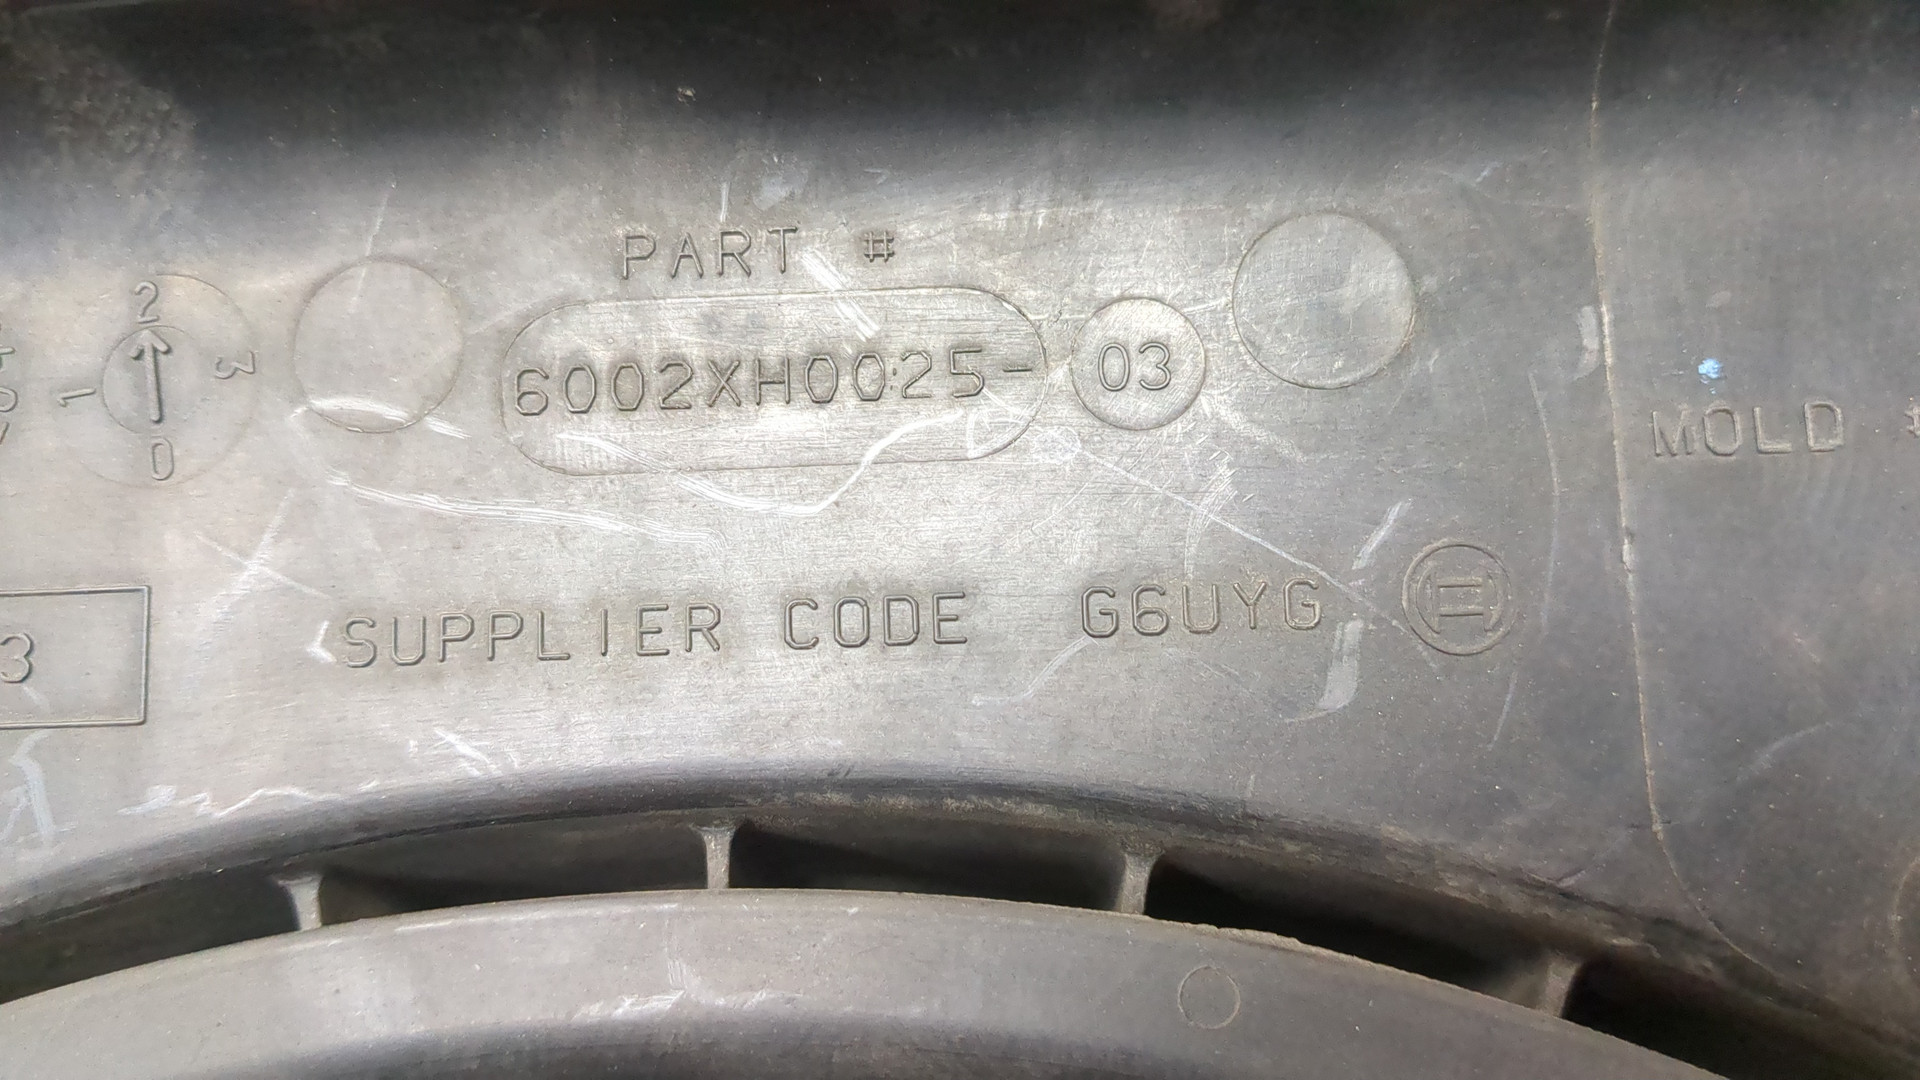 PART #
6002XH0025- 03
2
3
1
0
MOLD
SUPPLIER CODE G6UYG
3